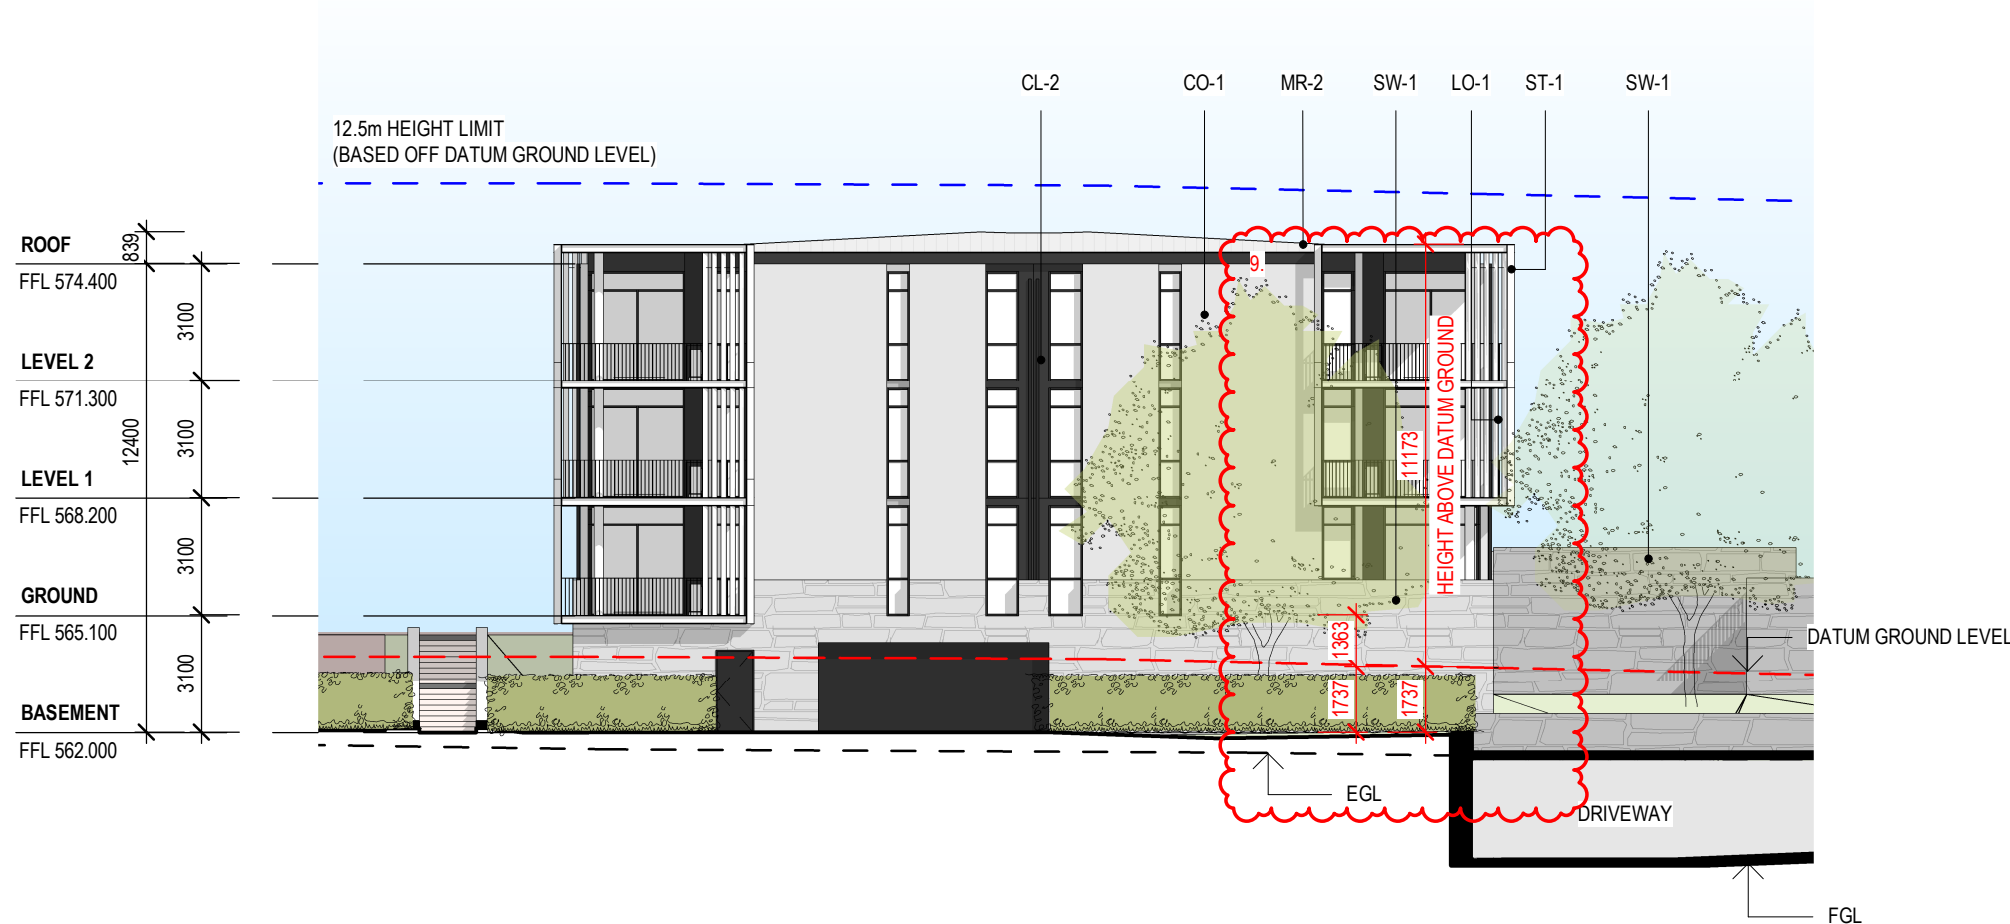 CL-2
CO-1
MR-2
SW-1
LO-1
ST-1
SW-1
12.5m HEIGHT LIMIT
(BASED OFF DATUM GROUND LEVEL)
839
ROOF
FFL 574.400
9.
3100
HEIGHT ABOVE DATUM GROUND
LEVEL 2
FFL 571.300
12400
3100
11173
LEVEL 1
FFL 568.200
3100
GROUND
FFL 565.100
1363
DATUM GROUND LEVEL
3100
1737
1737
BASEMENT
FFL 562.000
EGL
DRIVEWAY
FGL